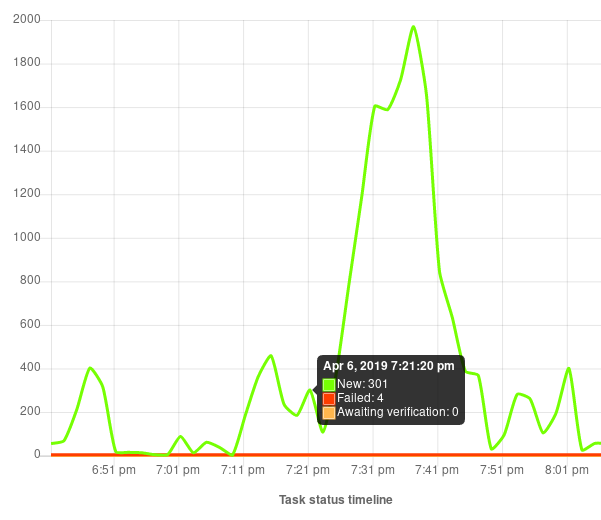 2000
1800
1600
1400
1200
1000
800
600
400
200
0
Apr 6, 2019 7:21:20 pm
New: 301
Failed: 4
Awaiting verification: 0
6:51 pm 7:01 pm 7:11 pm 7:21 pm 7:31 pm 7:41 pm 7:51 pm 8:01 pm
Task status timeline